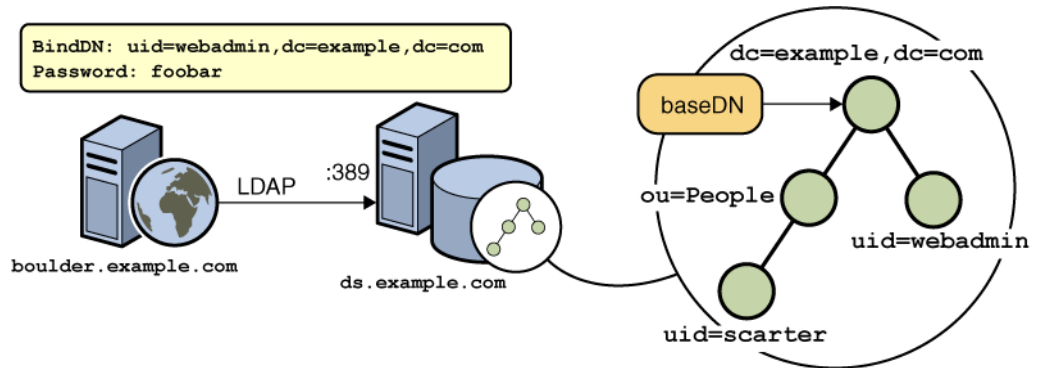 BindDN: uid=webadmin,dc=example,dc=com
Password: foobar
dc=example,dc=com
baseDN
:389
LDAP
ou=People
uid=webadmin
boulder.example.com
ds.example.com
uid=scarter